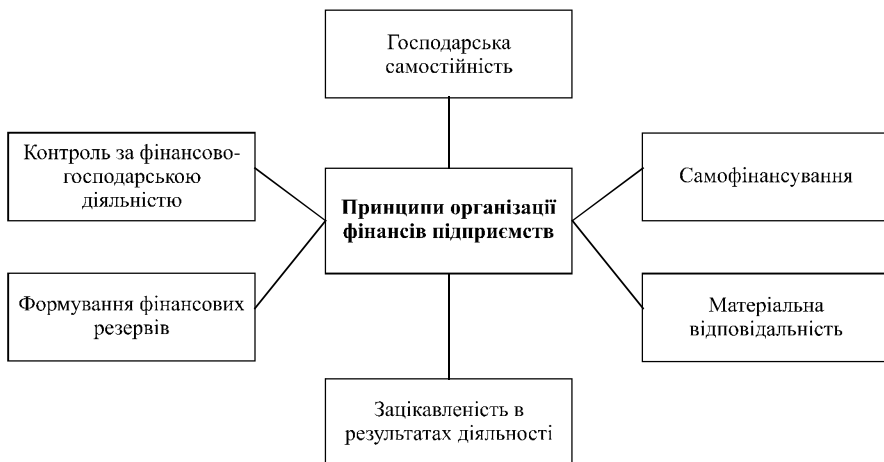 Господарська
самостійність
Контроль за фінансово-
господарською
діяльністю
Самофінансування
Принципи організації
фінансів підприємств
Формування фінансових
резервів
Матеріальна
відповідальність
Зацікавленість в
результатах діяльності